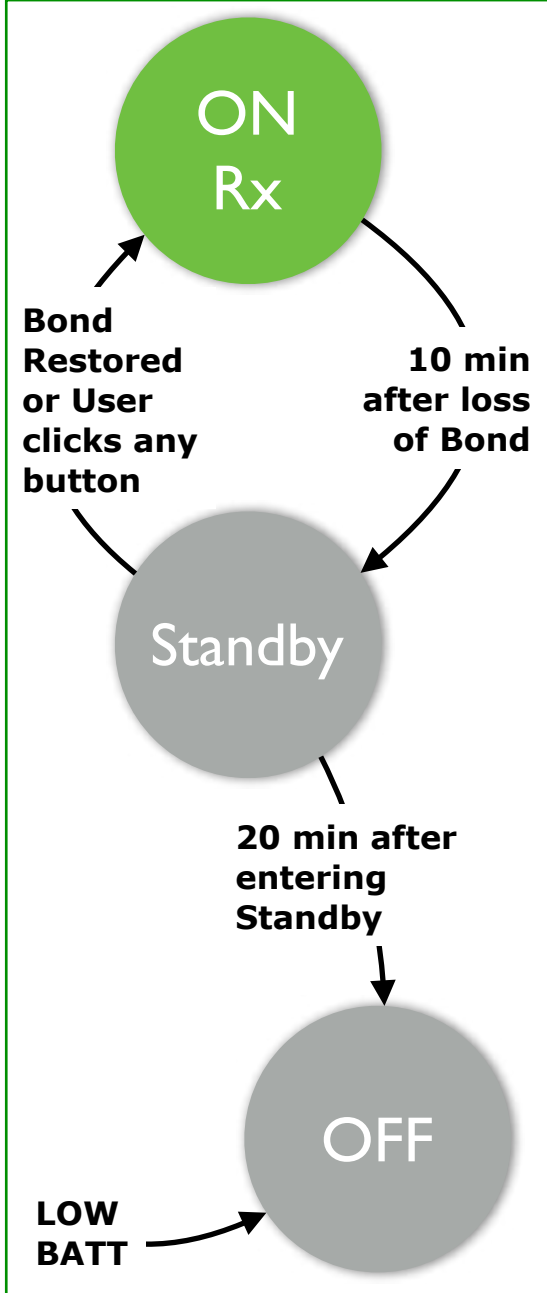 ON
Rx
Bond
Restored
or User
clicks any
button
10 min
after loss
of Bond
Standby
20 min after
entering
Standby
OFF
LOW
BATT